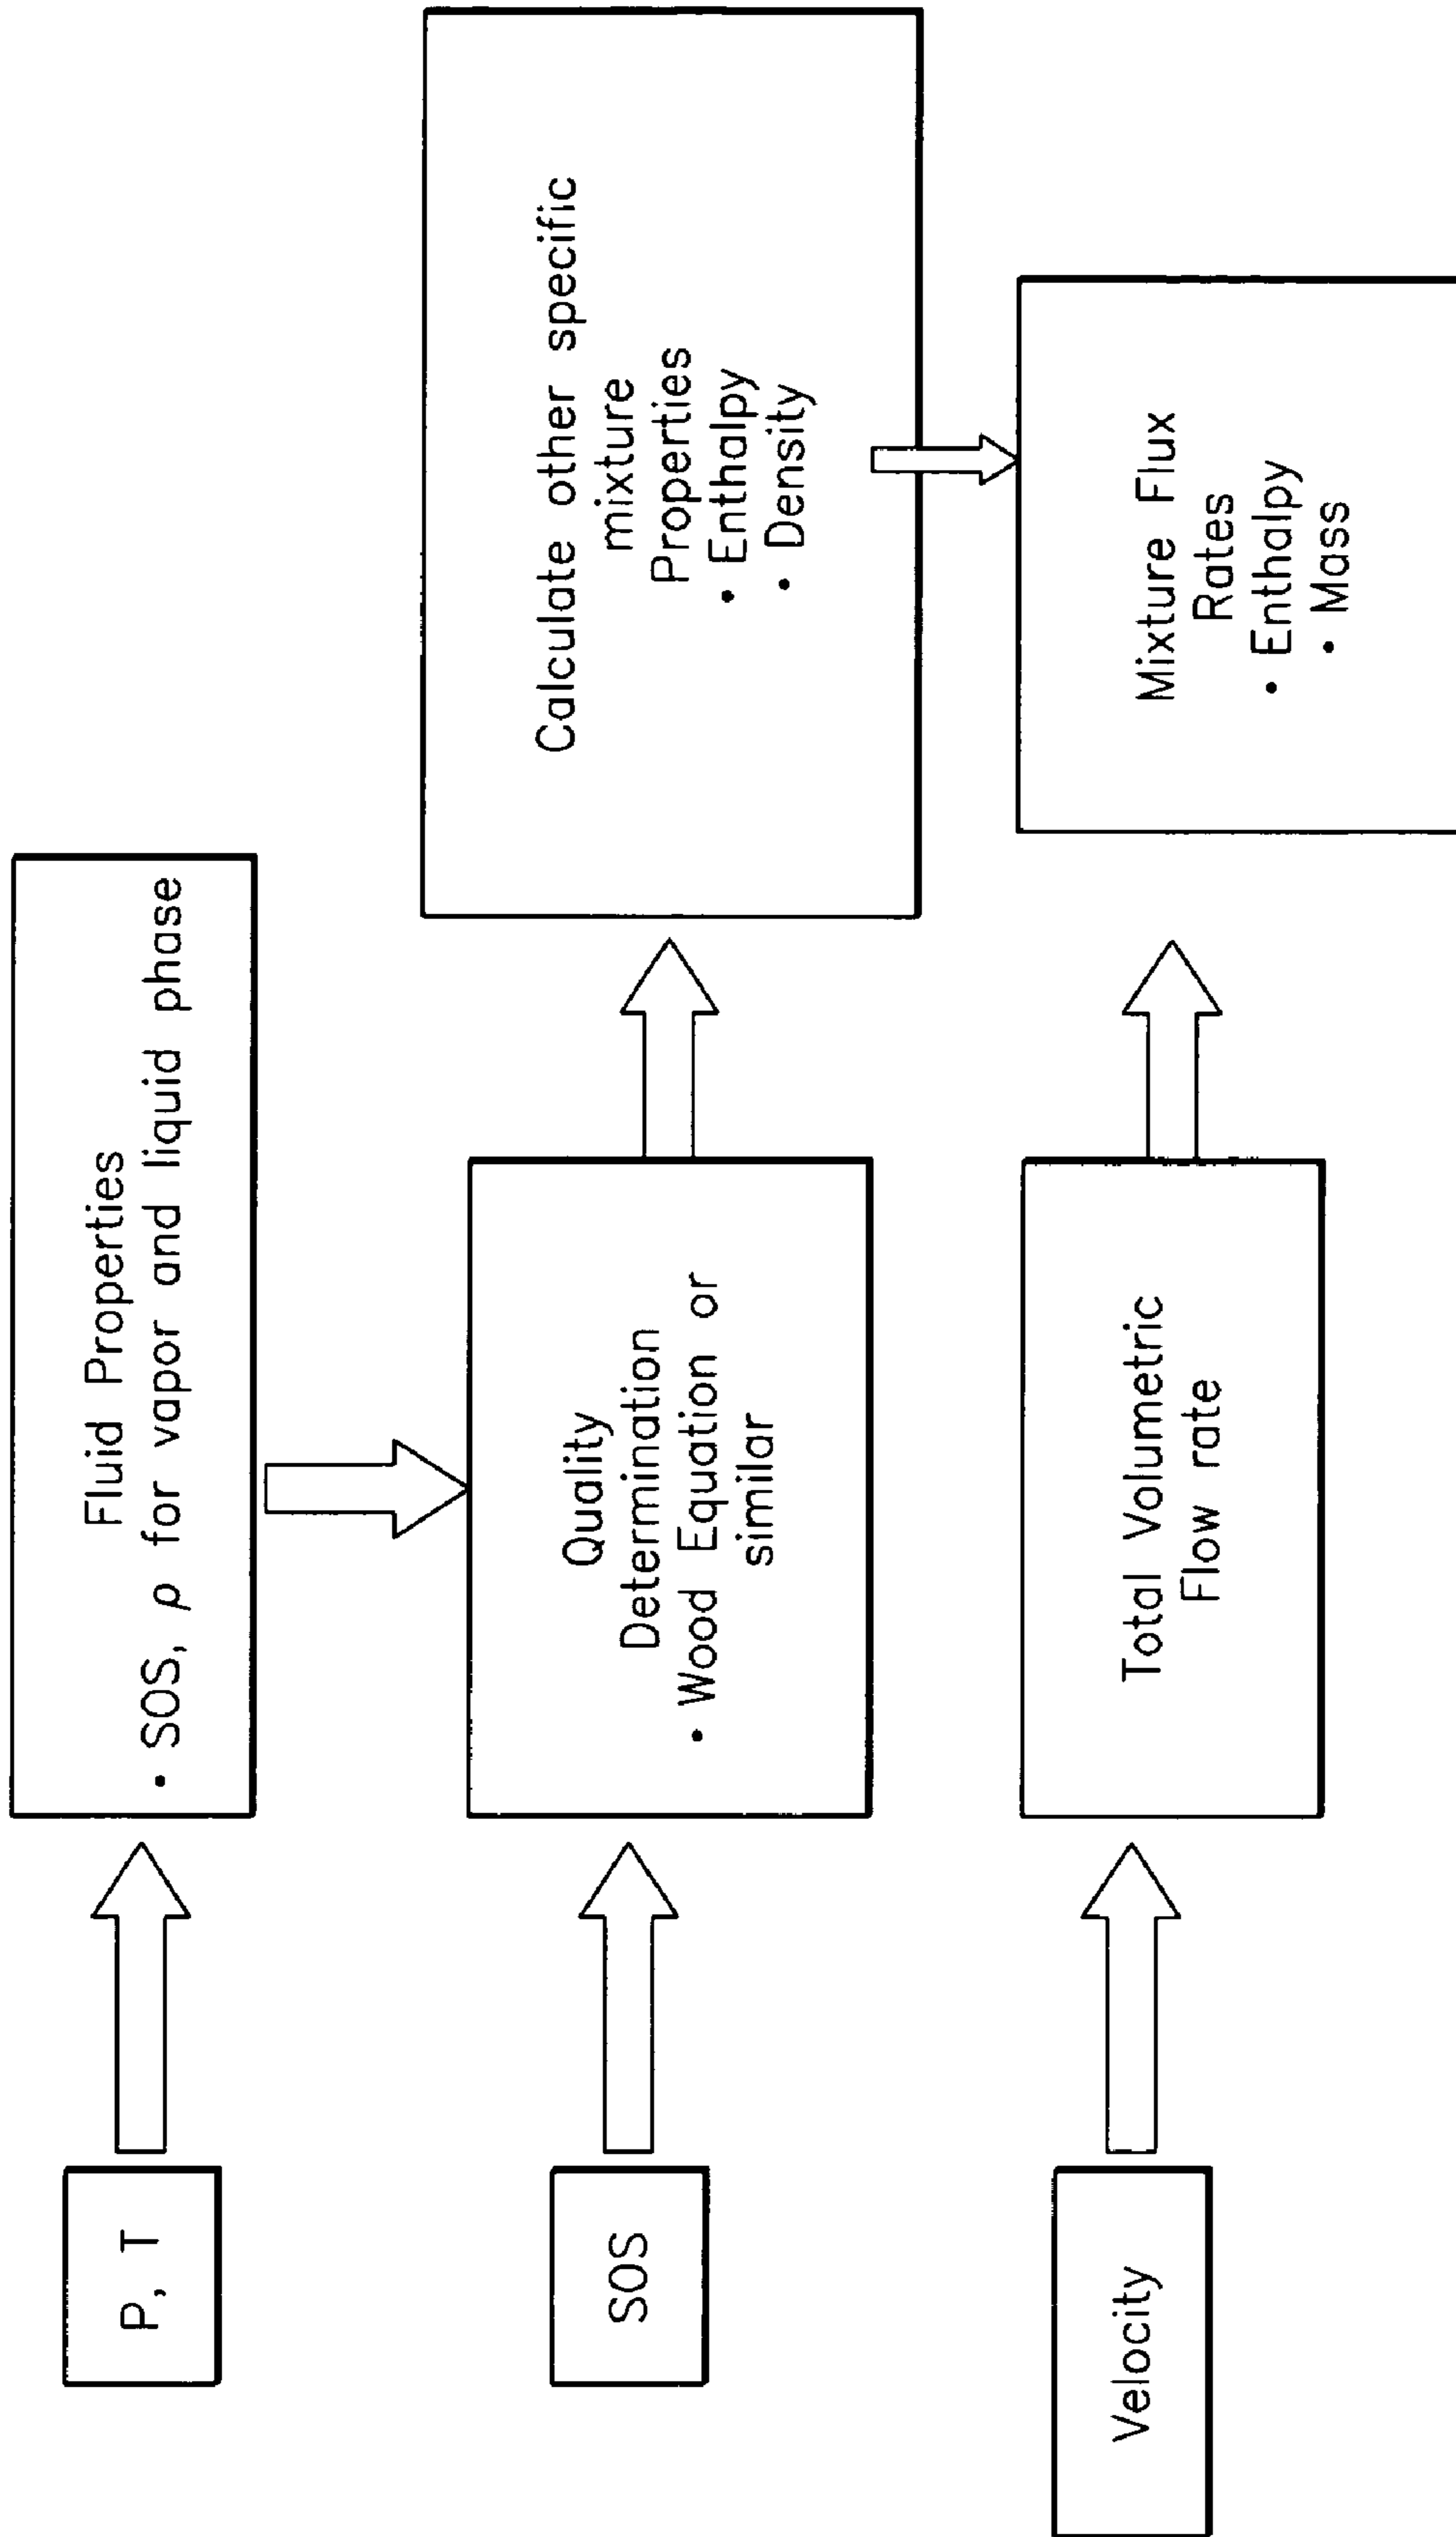 P, T
Fluid Properties
• SOS, ρ for vapor and liquid phase
SOS
Quality
Determination
• Wood Equation or
similar
Calculate other specific
mixture
Properties
• Enthalpy
• Density
Velocity
Total Volumetric
Flow rate
Mixture Flux
Rates
• Enthalpy
• Mass